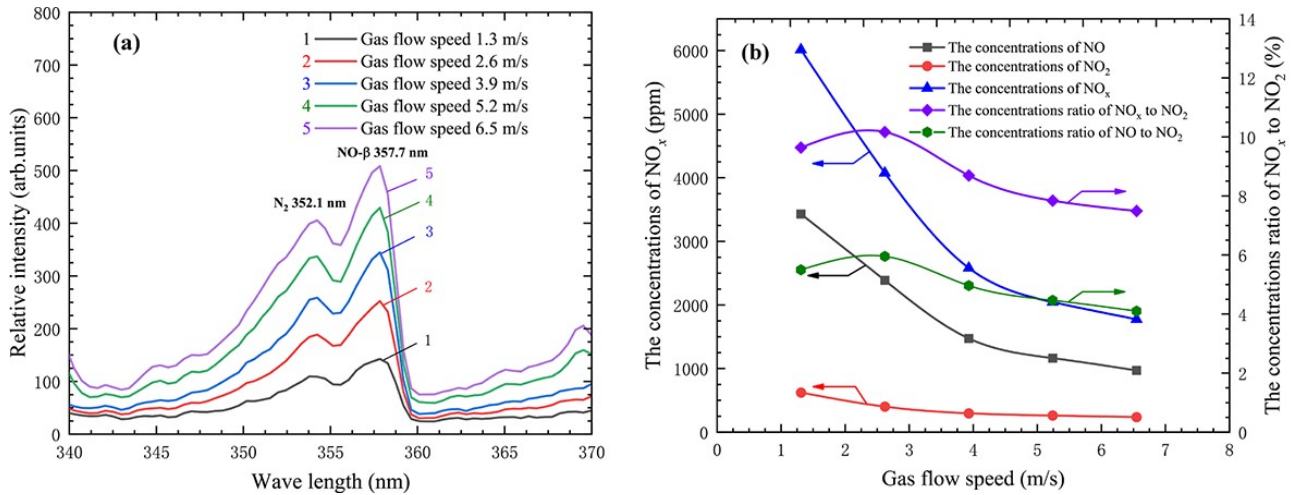 (a)
1 Gas flow speed 1.3 m/s
2 Gas flow speed 2.6 m/s
3 Gas flow speed 3.9 m/s
4 Gas flow speed 5.2 m/s
5 Gas flow speed 6.5 m/s
NO-β 357.7 nm
N₂ 352.1 nm
5
4
3
2
1
800
700
600
500
400
300
200
100
0
Relative intensity (arb.units)
340
345
350
355
360
365
370
Wave length (nm)
(b)
The concentrations of NO
The concentrations of NO₂
The concentrations of NOₓ
The concentrations ratio of NOₓ to NO₂
The concentrations ratio of NO to NO₂
6000
5000
4000
3000
2000
1000
0
The concentrations of NOₓ (ppm)
14
12
10
8
6
4
2
0
The concentrations ratio of NOₓ to NO₂ (%)
0
1
2
3
4
5
6
7
8
Gas flow speed (m/s)